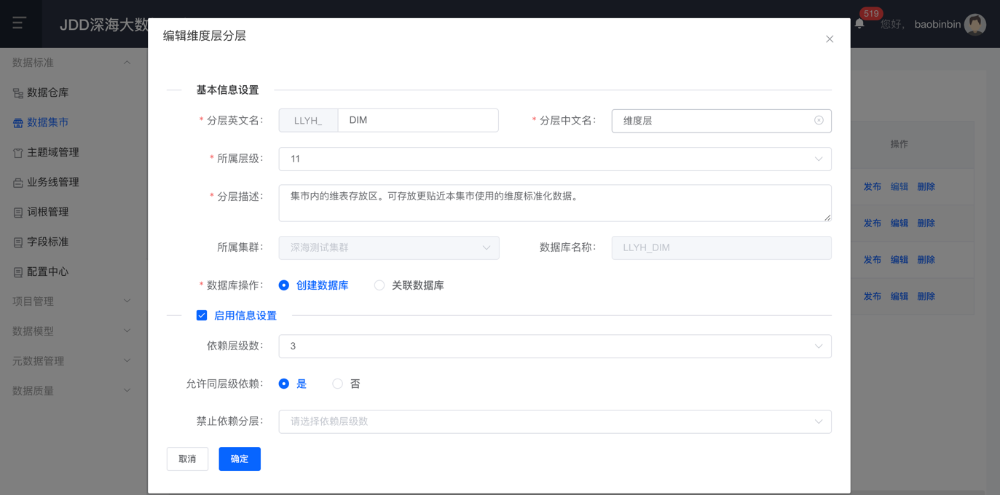 JDD深海大数
519
您好,
baobinbin
数据标准
数据仓库
数据集市
主题域管理
业务线管理
词根管理
字段标准
配置中心
项目管理
数据模型
元数据管理
数据质量
编辑维度层分层
基本信息设置
* 分层英文名: LLYH_ DIM * 分层中文名: 维度层
* 所属层级: 11
* 分层描述: 集市内的维表存放区。可存放更贴近本集市使用的维度标准化数据。
所属集群: 深海测试集群 数据库名称: LLYH_DIM
* 数据库操作: 创建数据库 关联数据库
启用信息设置
依赖层级数: 3
允许同层级依赖: 是 否
禁止依赖分层: 请选择依赖层级数
取消 确定
操作
发布 编辑 删除
发布 编辑 删除
发布 编辑 删除
发布 编辑 删除